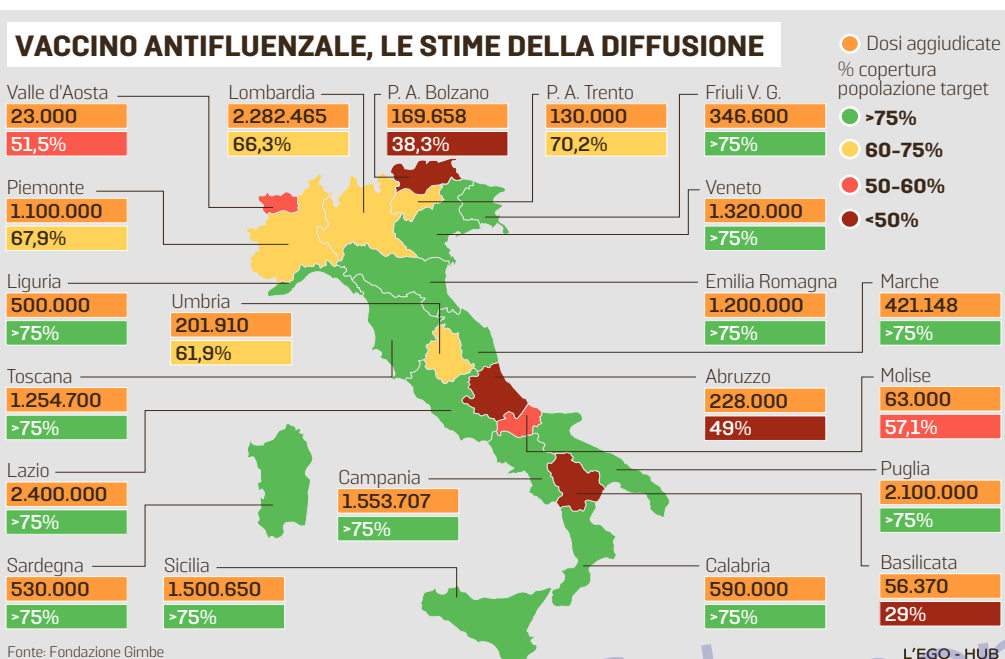 VACCINO ANTIFLUENZALE, LE STIME DELLA DIFFUSIONE
Dosi aggiudicate
% copertura
popolazione target
>75%
60-75%
50-60%
<50%
Valle d'Aosta
23.000
51,5%
Lombardia
2.282.465
66,3%
P. A. Bolzano
169.658
38,3%
P. A. Trento
130.000
70,2%
Friuli V. G.
346.600
>75%
Piemonte
1.100.000
67,9%
Veneto
1.320.000
>75%
Liguria
500.000
>75%
Umbria
201.910
61,9%
Emilia Romagna
1.200.000
>75%
Marche
421.148
>75%
Toscana
1.254.700
>75%
Abruzzo
228.000
49%
Molise
63.000
57,1%
Lazio
2.400.000
>75%
Campania
1.553.707
>75%
Puglia
2.100.000
>75%
Sardegna
530.000
>75%
Sicilia
1.500.650
>75%
Calabria
590.000
>75%
Basilicata
56.370
29%
Fonte: Fondazione Gimbe
L'EGO - HUB